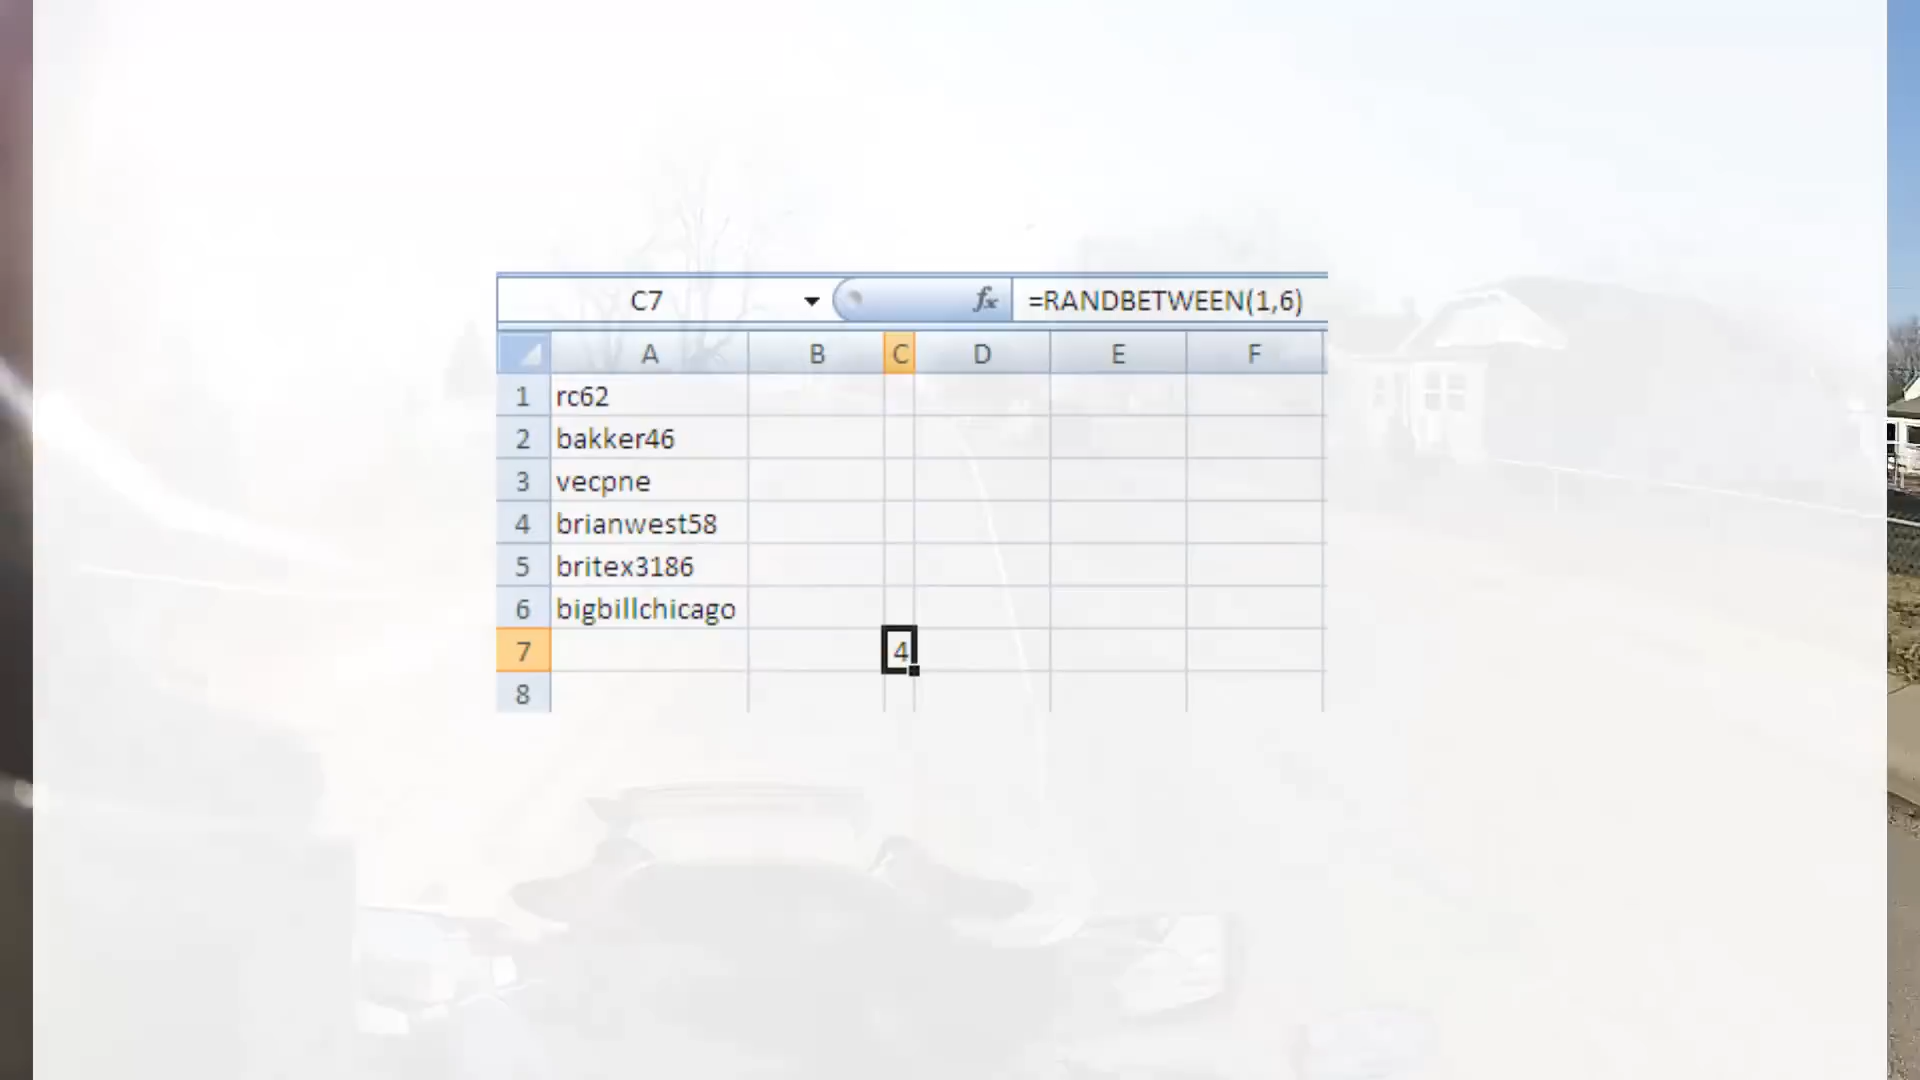 C7 fx =RANDBETWEEN(1,6)
A B C D E F
1 rc62
2 bakker46
3 vecpne
4 brianwest58
5 britex3186
6 bigbillchicago
7 4
8